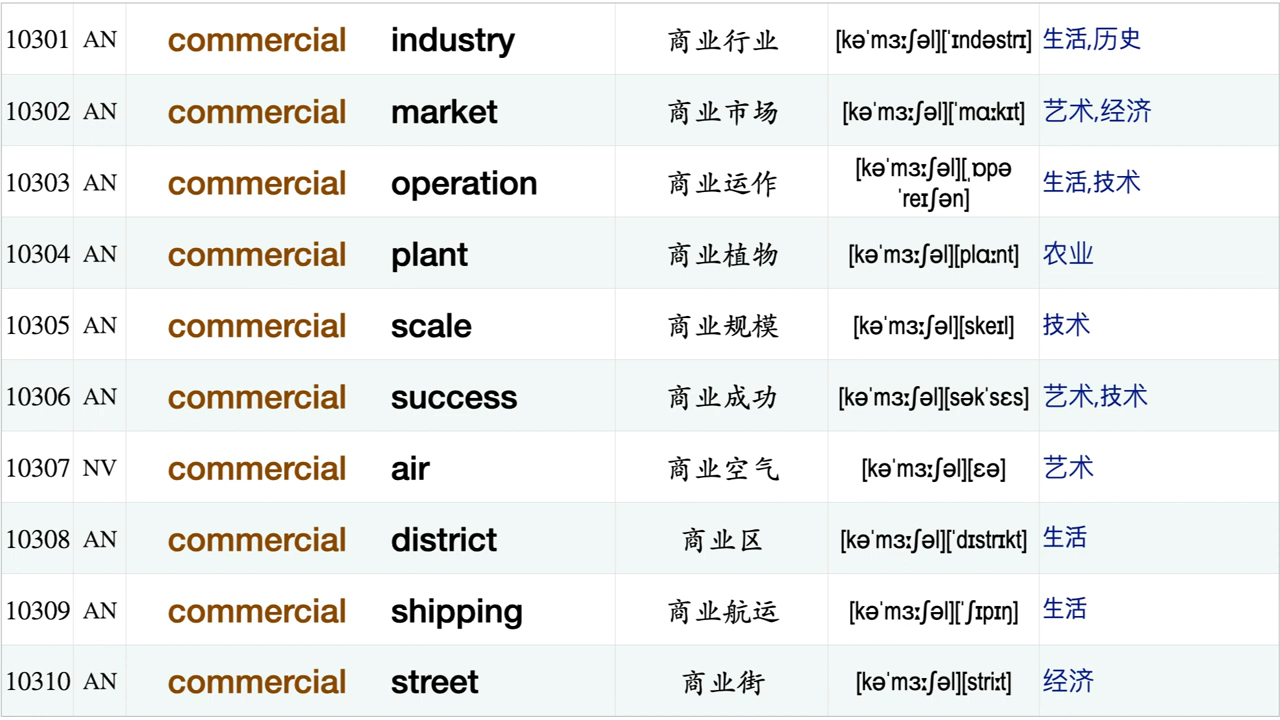 10301 AN commercial industry 商业行业 [kəˈmɜːʃəl][ˈɪndəstrɪ] 生活,历史
10302 AN commercial market 商业市场 [kəˈmɜːʃəl][ˈmɑːkɪt] 艺术,经济
10303 AN commercial operation 商业运作 [kəˈmɜːʃəl][ˌɒpə
ˈreɪʃən] 生活,技术
10304 AN commercial plant 商业植物 [kəˈmɜːʃəl][plɑːnt] 农业
10305 AN commercial scale 商业规模 [kəˈmɜːʃəl][skeɪl] 技术
10306 AN commercial success 商业成功 [kəˈmɜːʃəl][səkˈsɛs] 艺术,技术
10307 NV commercial air 商业空气 [kəˈmɜːʃəl][ɛə] 艺术
10308 AN commercial district 商业区 [kəˈmɜːʃəl][ˈdɪstrɪkt] 生活
10309 AN commercial shipping 商业航运 [kəˈmɜːʃəl][ˈʃɪpɪŋ] 生活
10310 AN commercial street 商业街 [kəˈmɜːʃəl][striːt] 经济